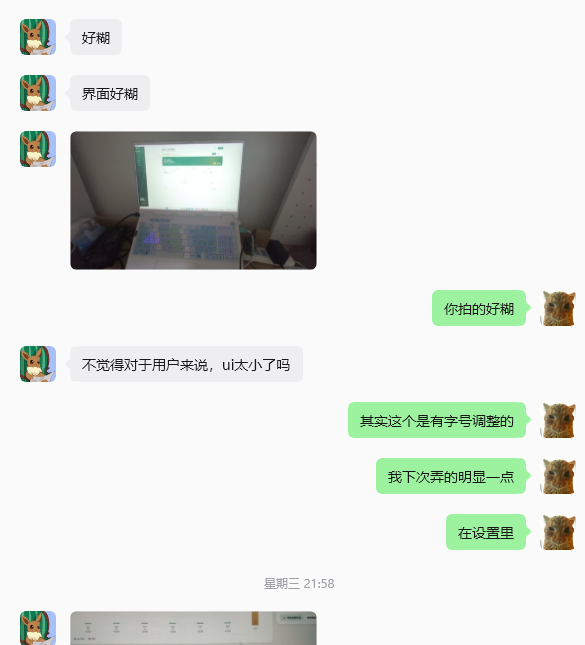 好糊
界面好糊
你拍的好糊
不觉得对于用户来说，ui太小了吗
其实这个是有字号调整的
我下次弄的明显一点
在设置里
星期三 21:58